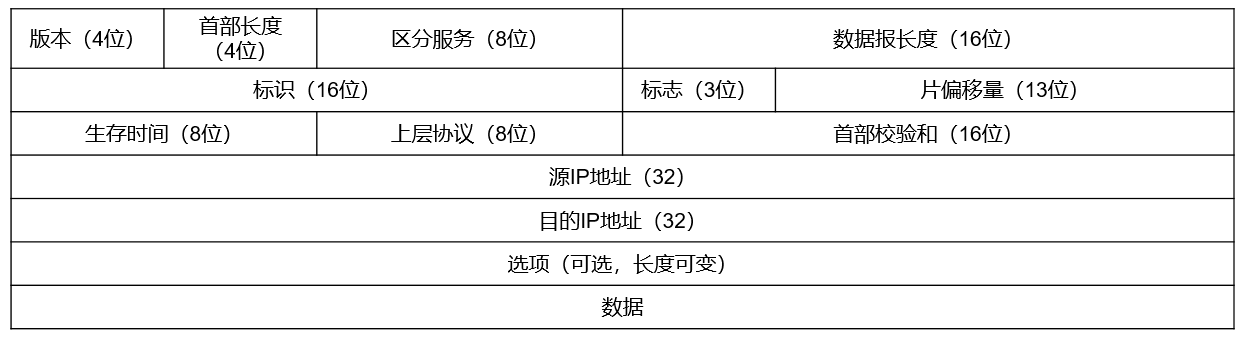 版本（4位）
首部长度
（4位）
区分服务（8位）
数据报长度（16位）
标识（16位）
标志（3位）
片偏移量（13位）
生存时间（8位）
上层协议（8位）
首部校验和（16位）
源IP地址（32）
目的IP地址（32）
选项（可选，长度可变）
数据